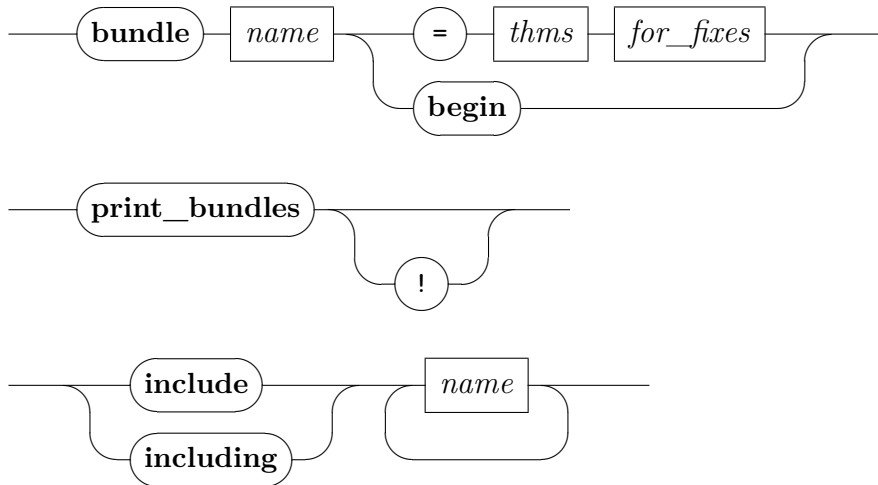 bundle name = thms for_fixes
begin
print_bundles
!
include name
including